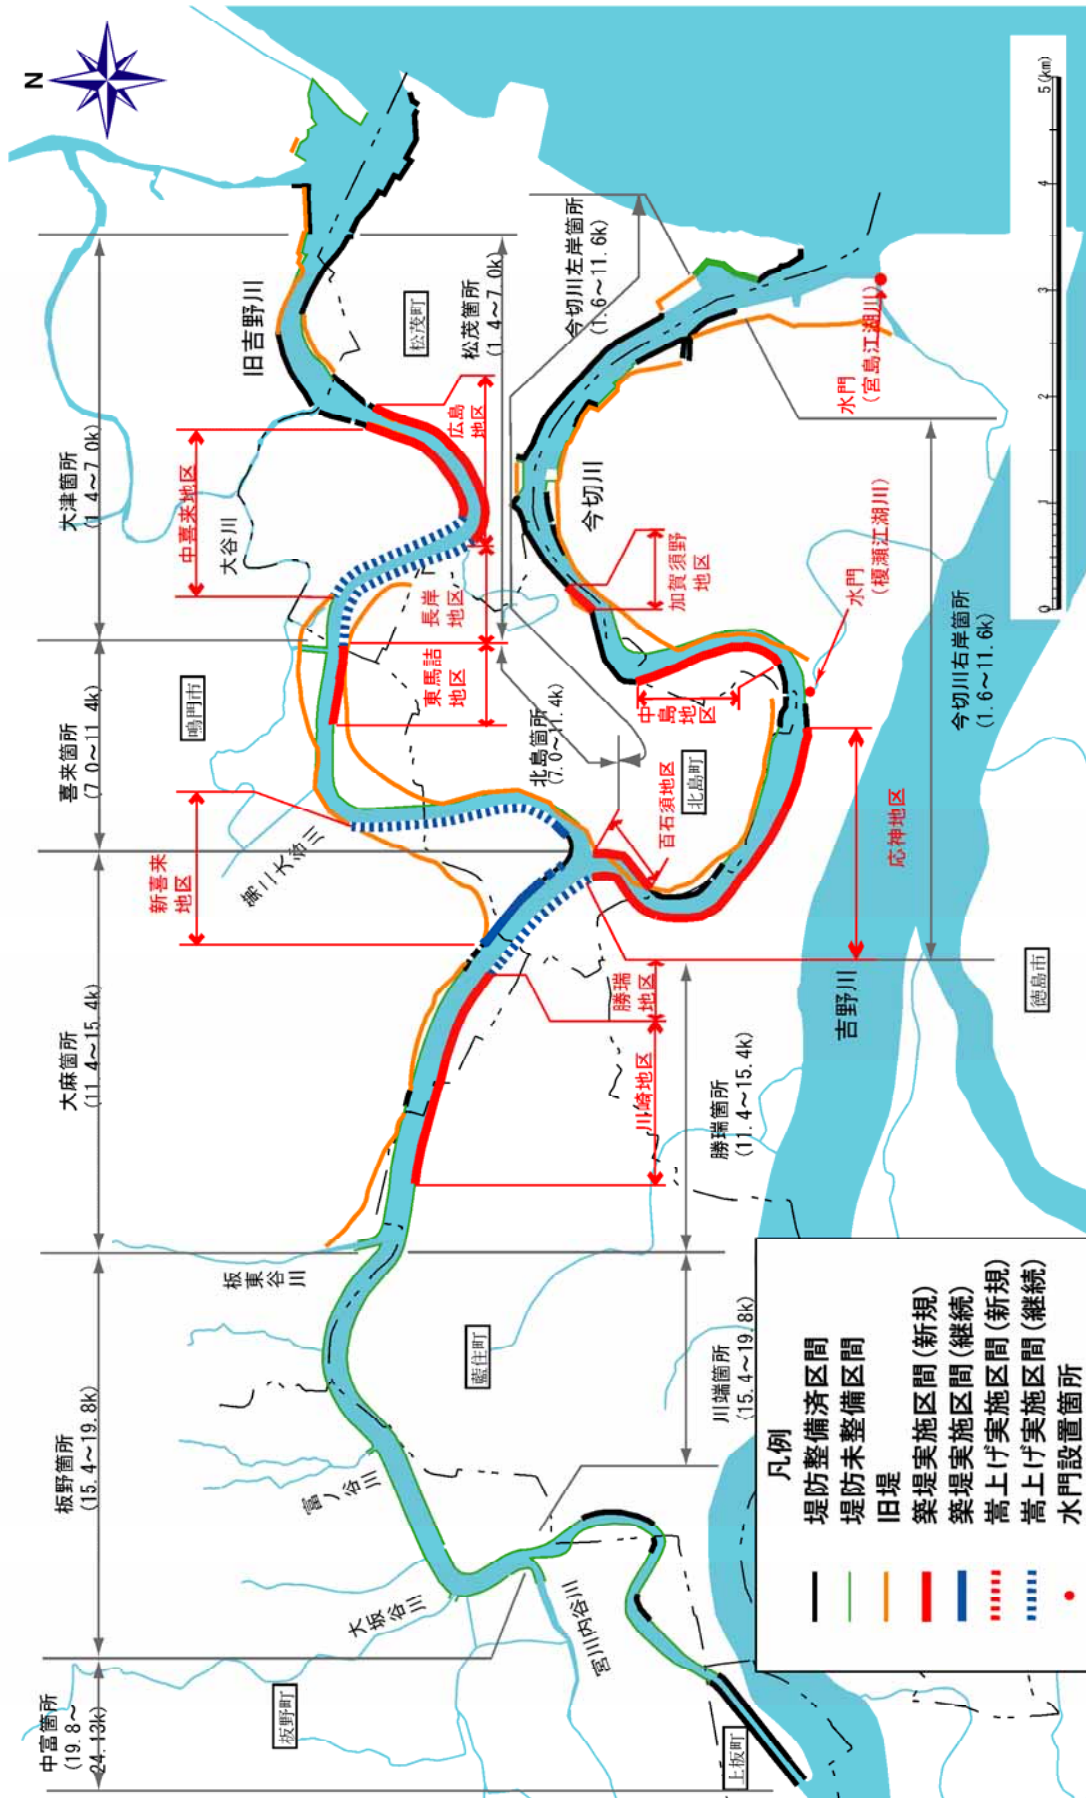 N
旧吉野川
大津箇所
(1.4～7.0k)
松茂町
松茂箇所
(1.4～7.0k)
広島
地区
中喜来地区
大谷川
長岸
地区
今切川左岸箇所
(1.6～11.6k)
今切川
水門
(宮島江湖川)
加賀須野
地区
水門
(榎瀬江湖川)
今切川右岸箇所
(1.6～11.6k)
喜来箇所
(7.0～11.4k)
鳴門市
東馬詰
地区
北島箇所
(7.0～11.4k)
中島地区
北島町
百石須地区
応神地区
新喜来
地区
第二大谷川
大麻箇所
(11.4～15.4k)
勝瑞
地区
川崎地区
勝瑞箇所
(11.4～15.4k)
吉野川
徳島市
板東谷川
藍住町
板野箇所
(15.4～19.8k)
川端箇所
(15.4～19.8k)
富ノ谷川
大坂谷川
宮川内谷川
中富箇所
(19.8～
24.13k)
板野町
上板町
0 1 2 3 4 5(km)
凡例
堤防整備済区間
堤防未整備区間
旧堤
築堤実施区間(新規)
築堤実施区間(継続)
嵩上げ実施区間(新規)
嵩上げ実施区間(継続)
水門設置箇所